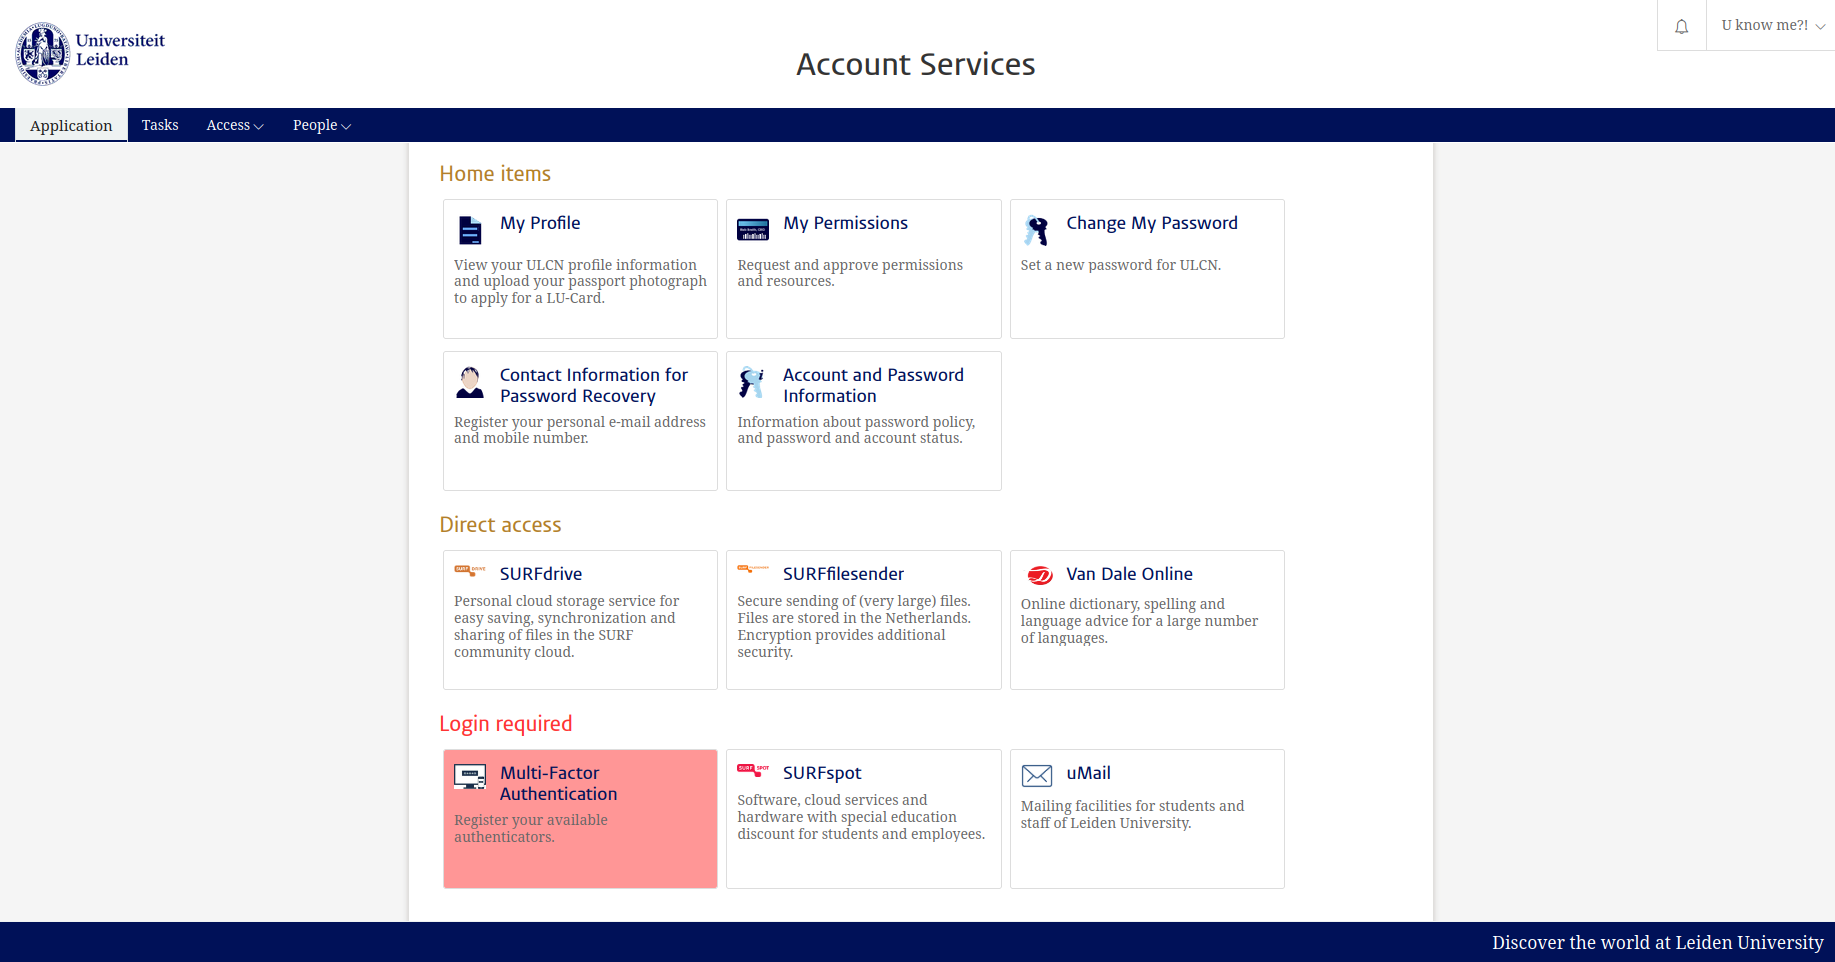 Universiteit
Leiden
Account Services
U know me?!
Application
Tasks
Access
People
Home items
My Profile
View your ULCN profile information
and upload your passport photograph
to apply for a LU-Card.
My Permissions
Request and approve permissions
and resources.
Change My Password
Set a new password for ULCN.
Contact Information for
Password Recovery
Register your personal e-mail address
and mobile number.
Account and Password
Information
Information about password policy,
and password and account status.
Direct access
SURF DRIVE
SURFdrive
Personal cloud storage service for
easy saving, synchronization and
sharing of files in the SURF
community cloud.
SURFfilesender
Secure sending of (very large) files.
Files are stored in the Netherlands.
Encryption provides additional
security.
Van Dale Online
Online dictionary, spelling and
language advice for a large number
of languages.
Login required
Multi-Factor
Authentication
Register your available
authenticators.
SURF SPOT
SURFspot
Software, cloud services and
hardware with special education
discount for students and employees.
uMail
Mailing facilities for students and
staff of Leiden University.
Discover the world at Leiden University